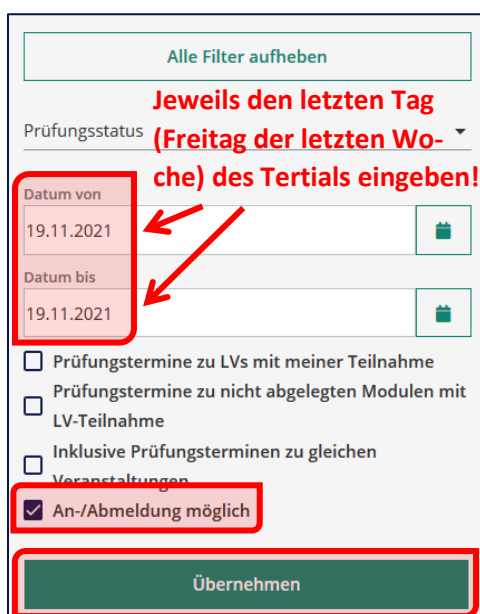 Alle Filter aufheben
Jeweils den letzten Tag
Prüfungsstatus (Freitag der letzten Wo-
che) des Tertials eingeben!
Datum von
19.11.2021
Datum bis
19.11.2021
Prüfungstermine zu LVs mit meiner Teilnahme
Prüfungstermine zu nicht abgelegten Modulen mit
LV-Teilnahme
Inklusive Prüfungsterminen zu gleichen
Veranstaltungen
An-/Abmeldung möglich
Übernehmen